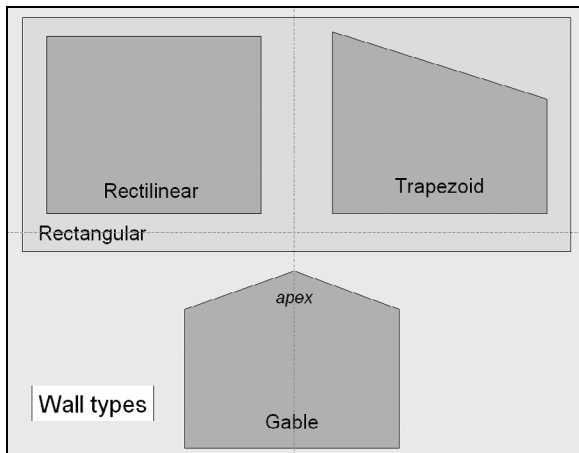 Rectilinear
Trapezoid
Rectangular
apex
Wall types
Gable